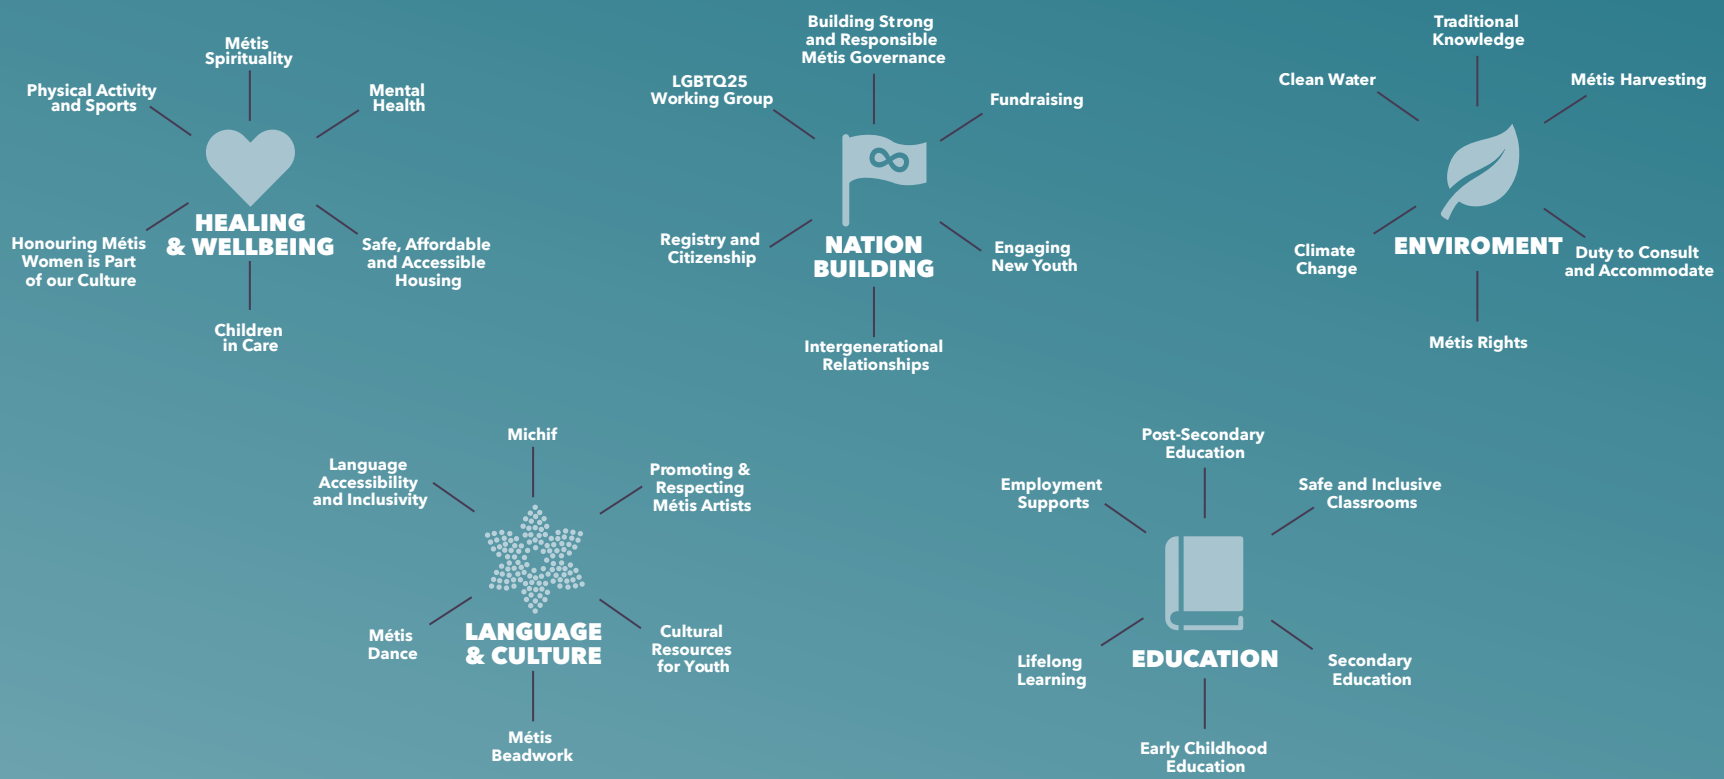 Métis
Spirituality
Physical Activity
and Sports
Mental
Health
HEALING
& WELLBEING
Honouring Métis
Women is Part
of our Culture
Safe, Affordable
and Accessible
Housing
Children
in Care
Building Strong
and Responsible
Métis Governance
LGBTQ25
Working Group
Fundraising
NATION
BUILDING
Registry and
Citizenship
Engaging
New Youth
Intergenerational
Relationships
Traditional
Knowledge
Clean Water
Métis Harvesting
ENVIROMENT
Climate
Change
Duty to Consult
and Accommodate
Métis Rights
Michif
Language
Accessibility
and Inclusivity
Promoting &
Respecting
Métis Artists
LANGUAGE
& CULTURE
Métis
Dance
Cultural
Resources
for Youth
Métis
Beadwork
Post-Secondary
Education
Employment
Supports
Safe and Inclusive
Classrooms
EDUCATION
Lifelong
Learning
Secondary
Education
Early Childhood
Education